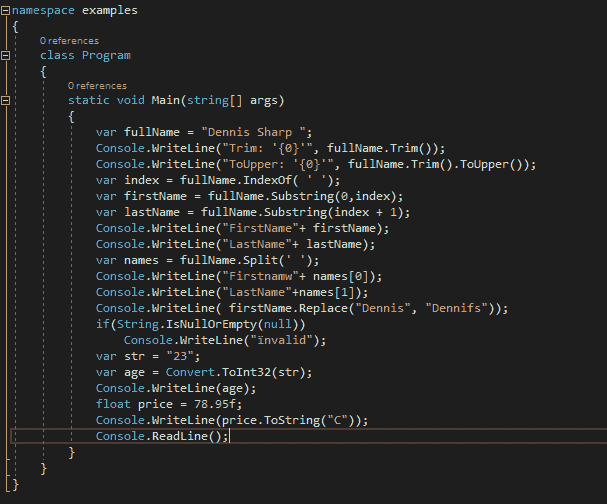 namespace examples
{
0 references
class Program
{
0 references
static void Main(string[] args)
{
var fullName = "Dennis Sharp ";
Console.WriteLine("Trim: '{0}'", fullName.Trim());
Console.WriteLine("ToUpper: '{0}'", fullName.Trim().ToUpper());
var index = fullName.IndexOf( ' ');
var firstName = fullName.Substring(0,index);
var lastName = fullName.Substring(index + 1);
Console.WriteLine("FirstName"+ firstName);
Console.WriteLine("LastName"+ lastName);
var names = fullName.Split(' ');
Console.WriteLine("Firstnamw"+ names[0]);
Console.WriteLine("LastName"+names[1]);
Console.WriteLine( firstName.Replace("Dennis", "Dennifs"));
if(String.IsNullOrEmpty(null))
Console.WriteLine("ïnvalid");
var str = "23";
var age = Convert.ToInt32(str);
Console.WriteLine(age);
float price = 78.95f;
Console.WriteLine(price.ToString("C"));
Console.ReadLine();
}
}
}